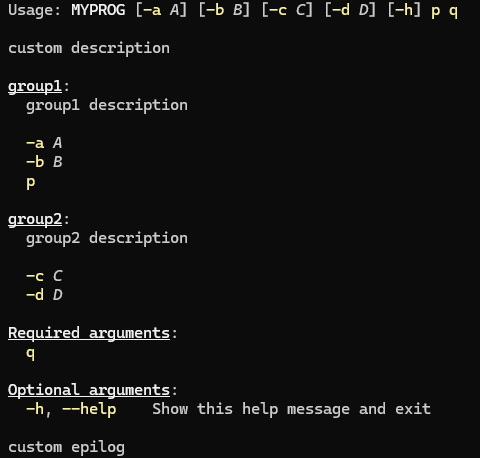 Usage: MYPROG [-a A] [-b B] [-c C] [-d D] [-h] p q
custom description
group1:
group1 description
-a A
-b B
p
group2:
group2 description
-c C
-d D
Required arguments:
q
Optional arguments:
-h, --help    Show this help message and exit
custom epilog